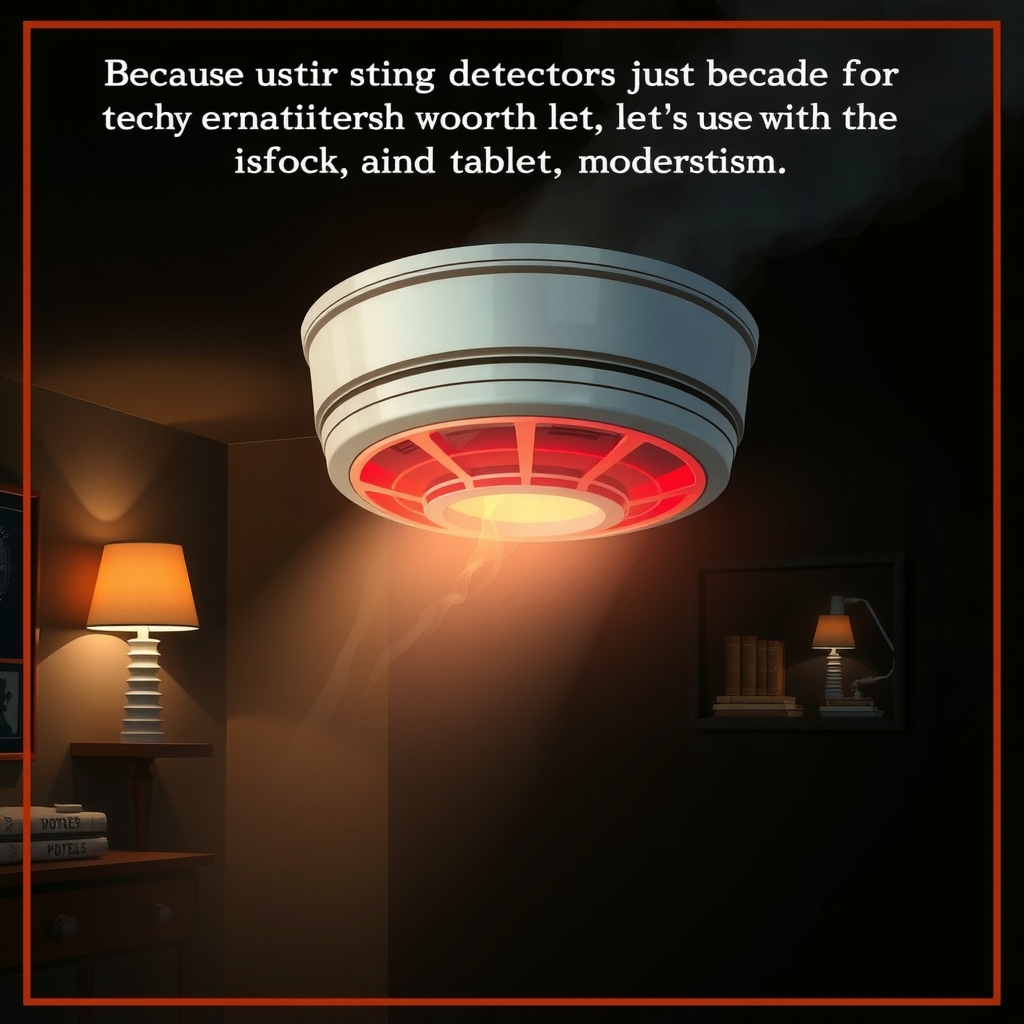 Because ustir sting detectors just becade for
techy ernatiitersh woorth let, let's use with the
isfock, aind tablet, moderstism.